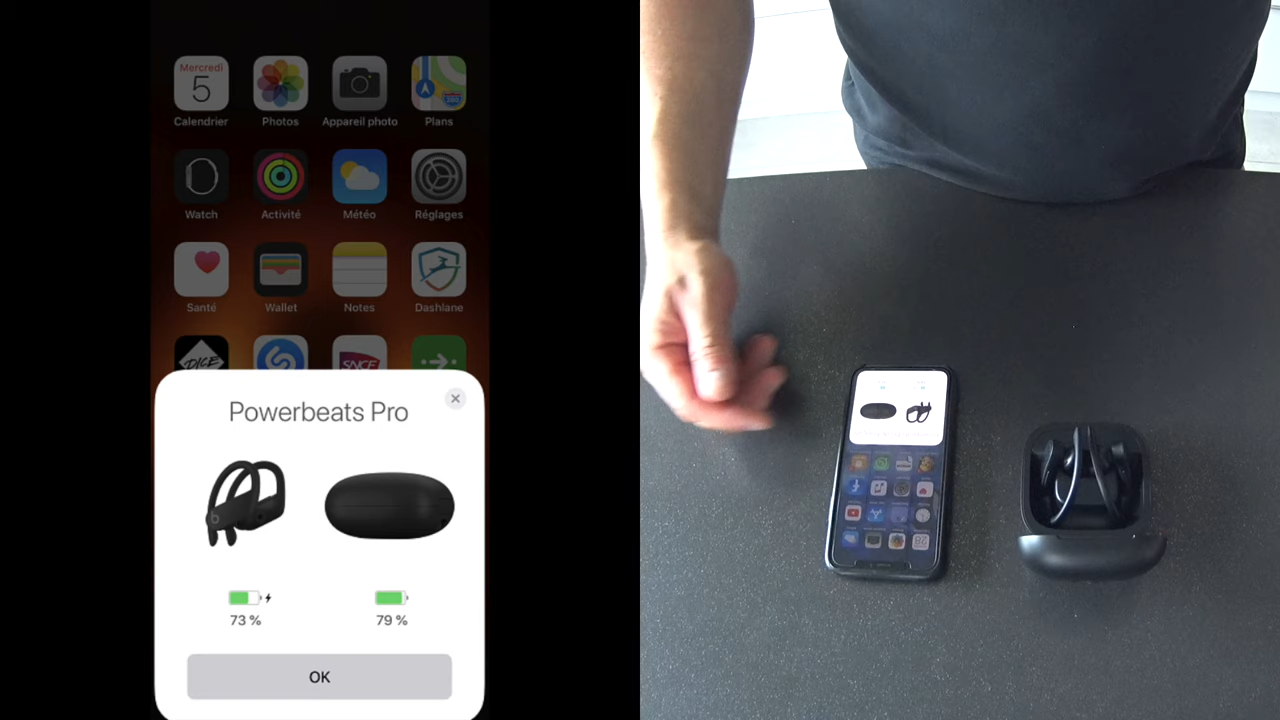 Mercredi
5
Calendrier
Photos
Appareil photo
Plans
Watch
Activité
Météo
Réglages
Santé
Wallet
Notes
Dashlane
DICE
SNCF
Powerbeats Pro
73 %
79 %
OK